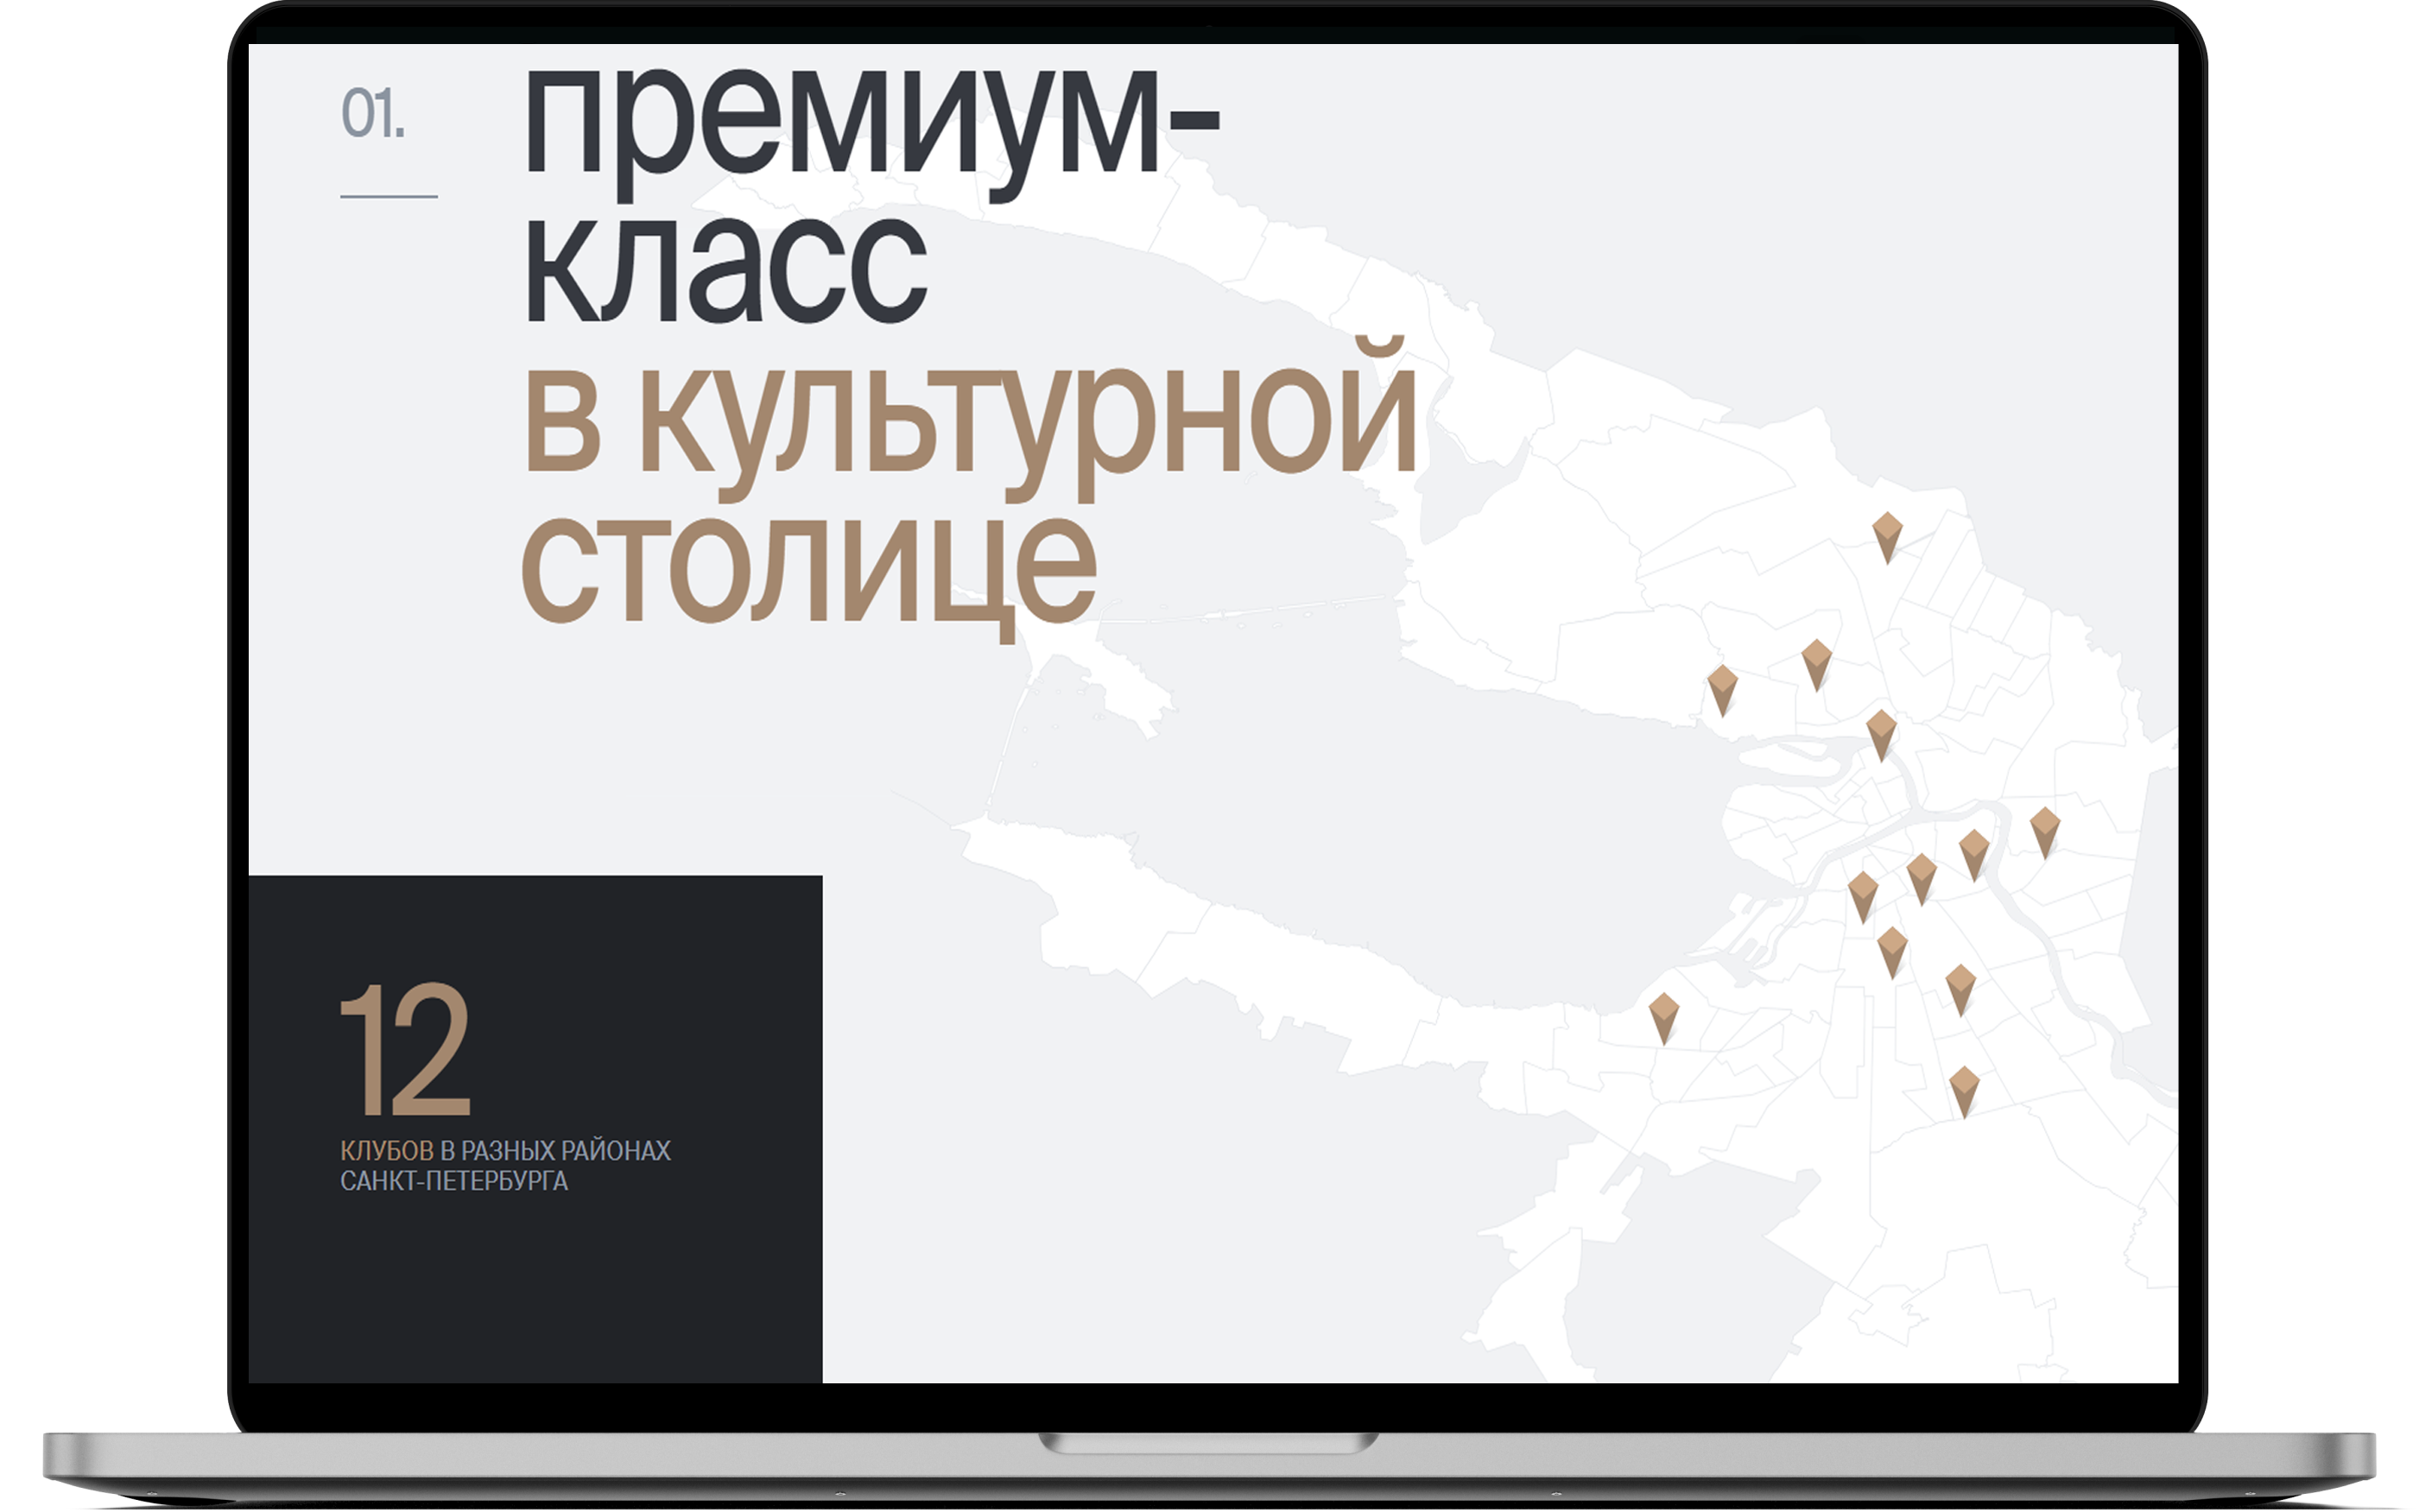 01.
премиум-
класс
в культурной
столице
12
КЛУБОВ В РАЗНЫХ РАЙОНАХ
САНКТ-ПЕТЕРБУРГА